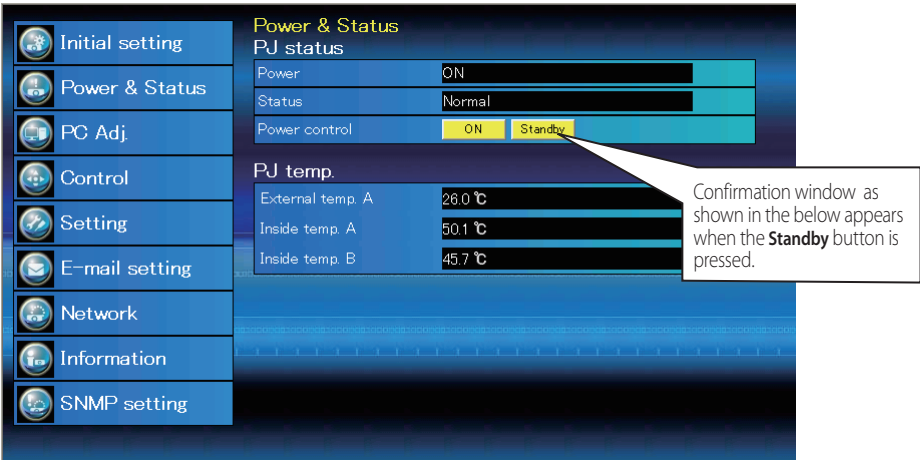 Initial setting
Power & Status
PC Adj.
Control
Setting
E-mail setting
Network
Information
SNMP setting
Power & Status
PJ status
Power ON
Status Normal
Power control ON Standby
PJ temp.
External temp. A 26.0 ℃
Inside temp. A 50.1 ℃
Inside temp. B 45.7 ℃
Confirmation window as
shown in the below appears
when the Standby button is
pressed.